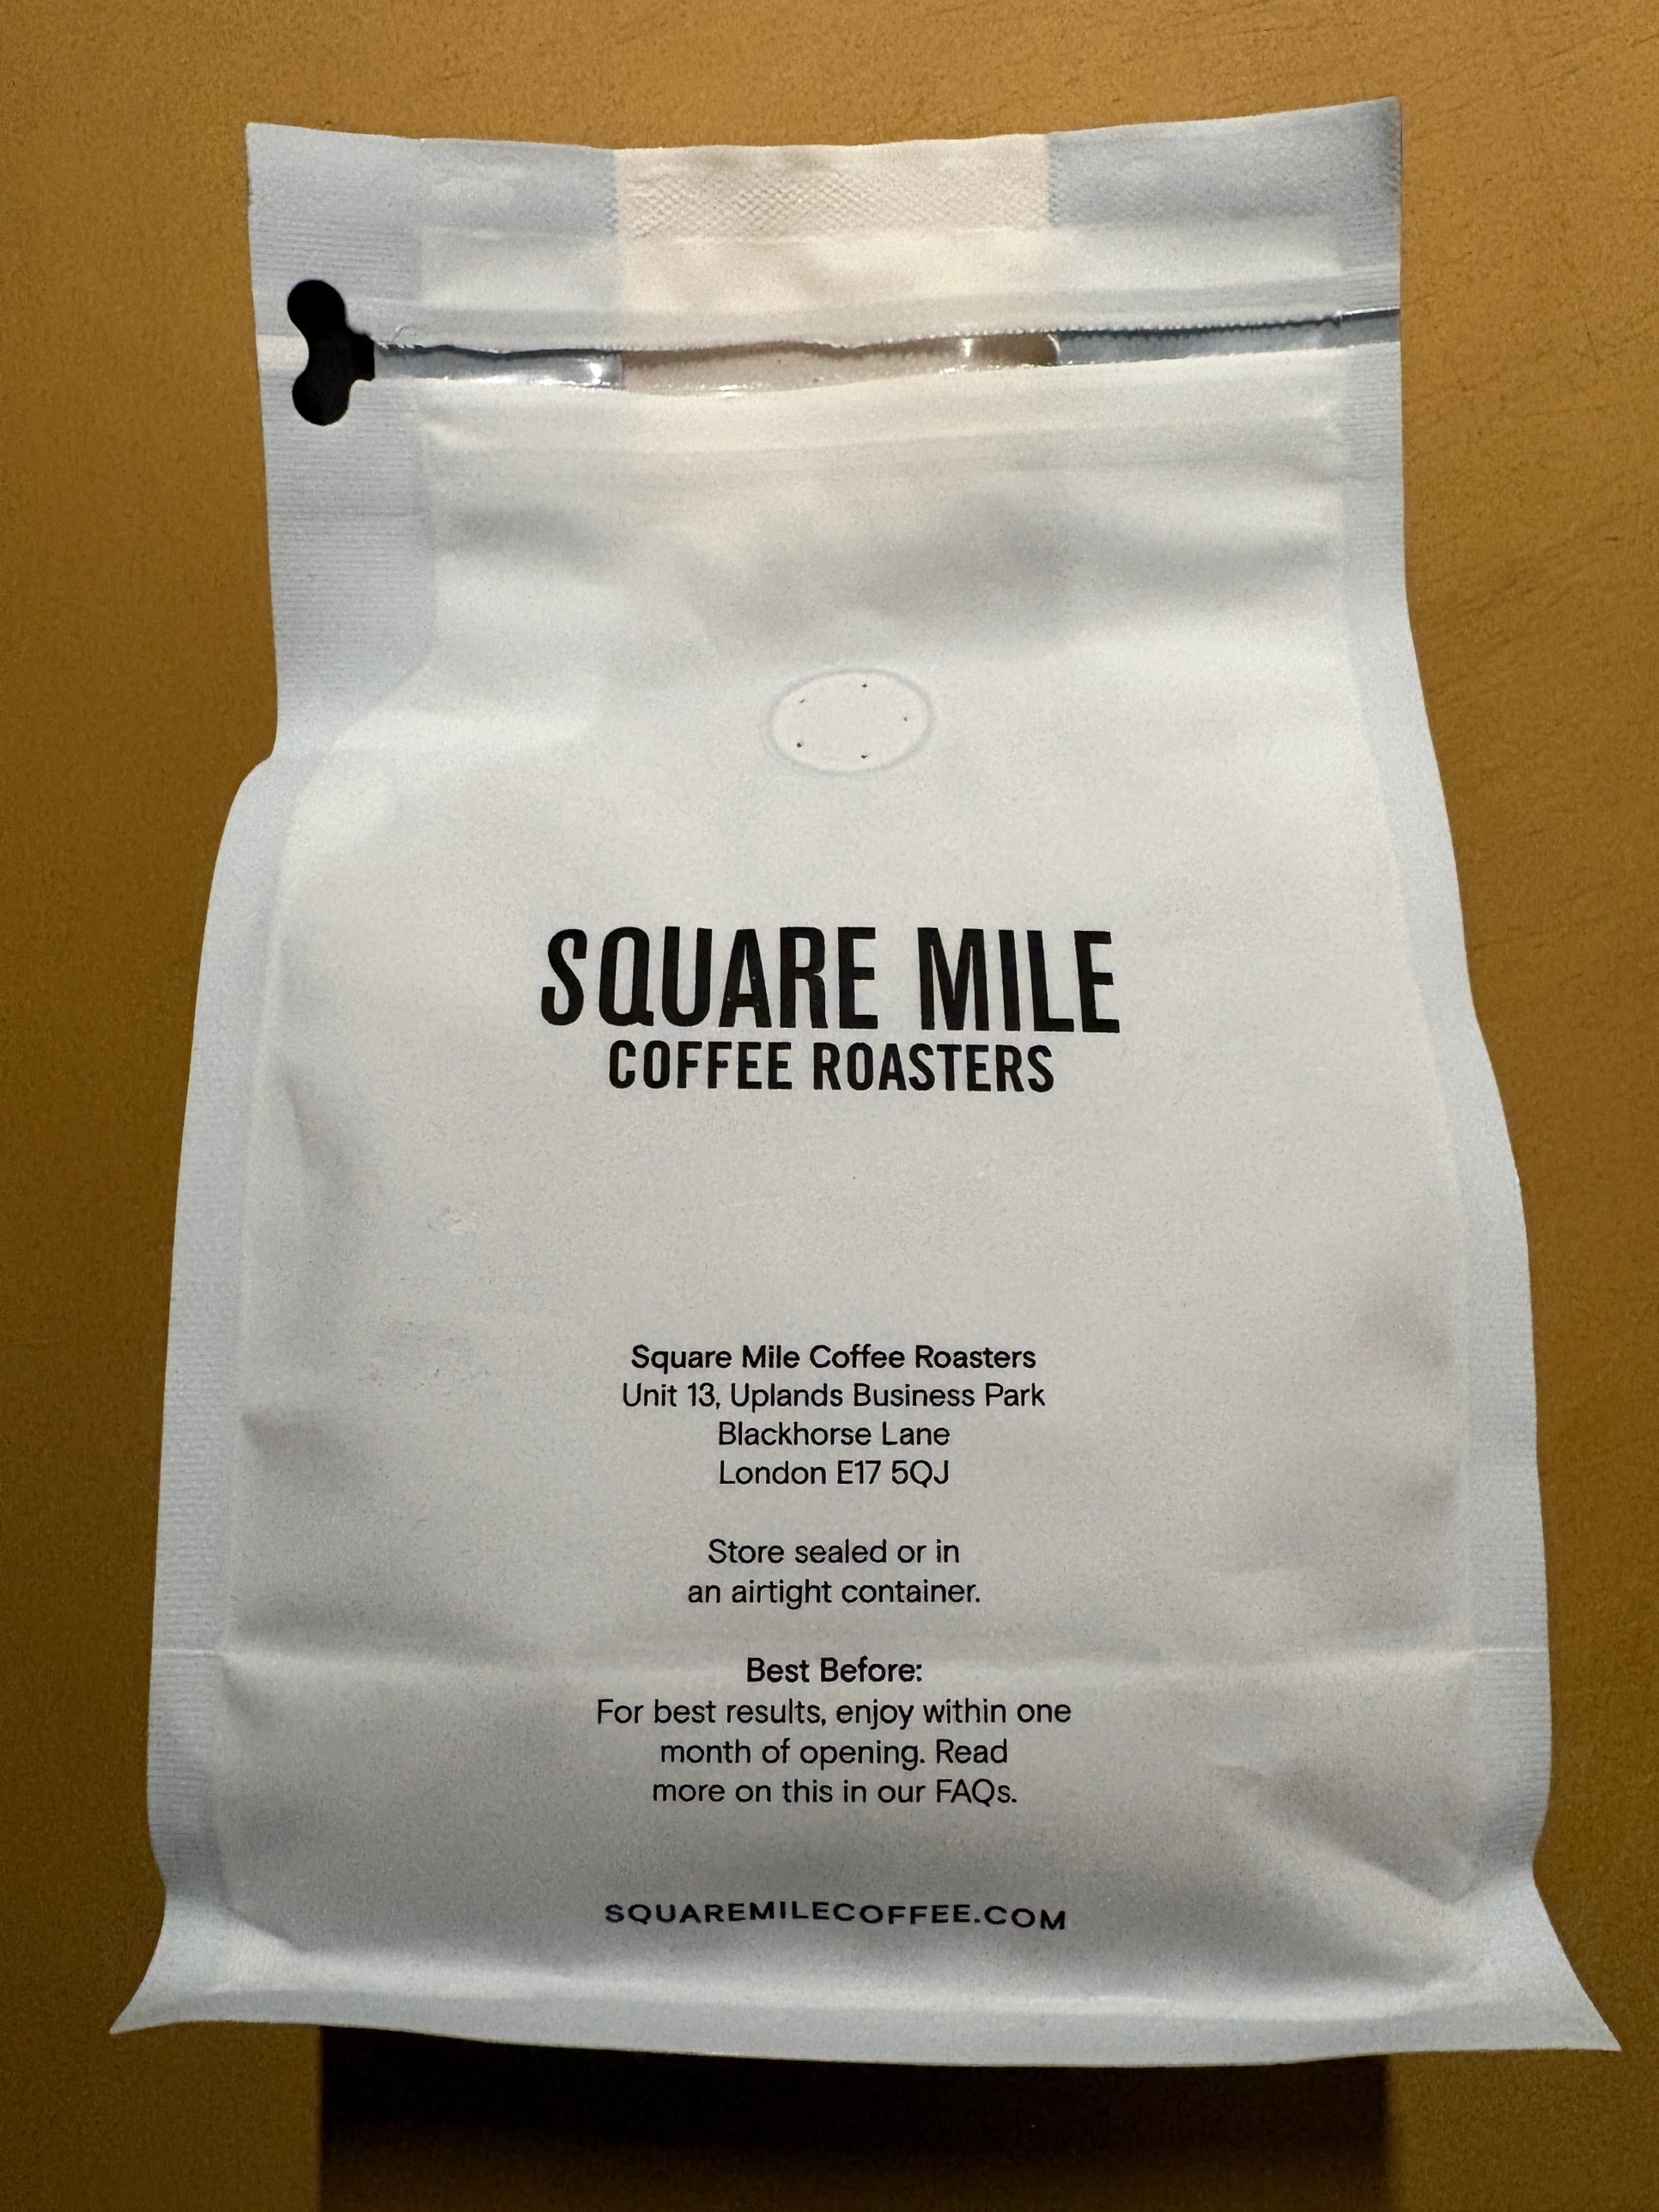 SQUARE MILE
COFFEE ROASTERS
Square Mile Coffee Roasters
Unit 13, Uplands Business Park
Blackhorse Lane
London E17 5QJ
Store sealed or in
an airtight container.
Best Before:
For best results, enjoy within one
month of opening. Read
more on this in our FAQs.
SQUAREMILECOFFEE.COM